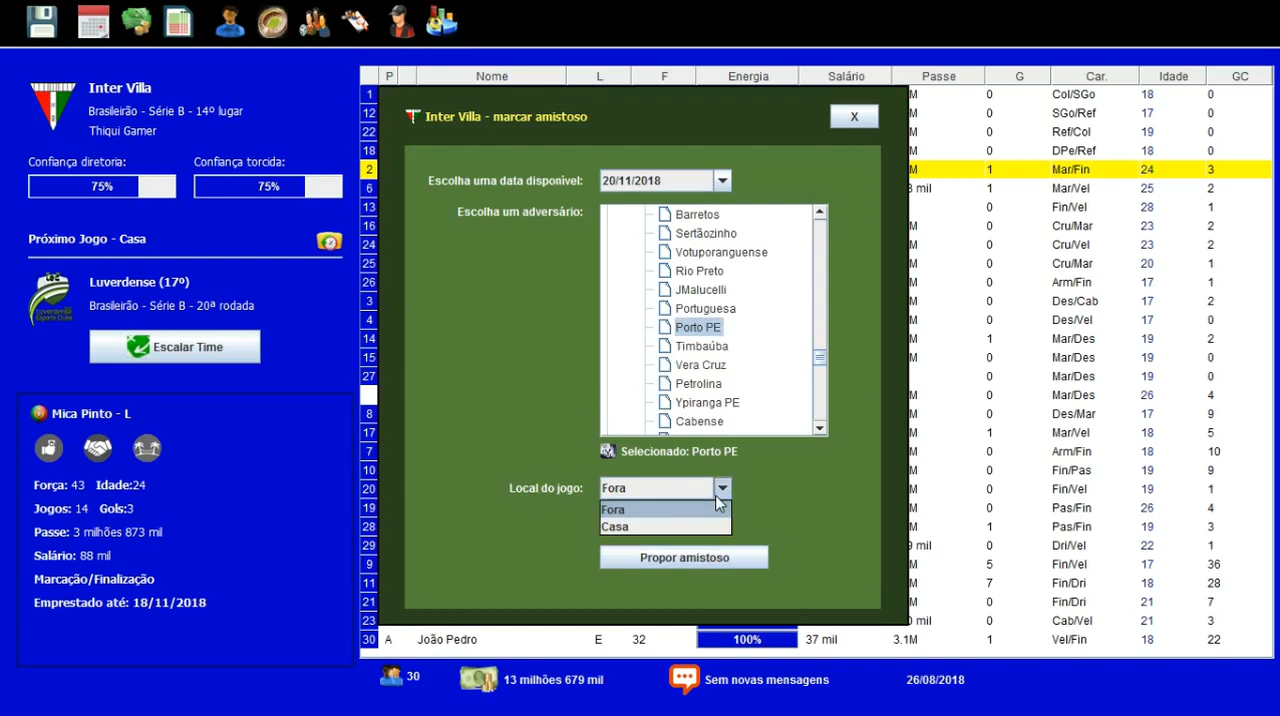 P Nome L F Energia Salário Passe G Car. Idade GC
Inter Villa
Brasileirão - Série B - 14º lugar
Thiqui Gamer
Confiança diretoria: Confiança torcida:
75% 75%
Próximo Jogo - Casa
Luverdense (17º)
Brasileirão - Série B - 20ª rodada
Escalar Time
Mica Pinto - L
Força: 43 Idade:24
Jogos: 14 Gols:3
Passe: 3 milhões 873 mil
Salário: 88 mil
Marcação/Finalização
Emprestado até: 18/11/2018
Inter Villa - marcar amistoso
X
Escolha uma data disponível: 20/11/2018
Escolha um adversário:
Barretos
Sertãozinho
Votuporanguense
Rio Preto
JMalucelli
Portuguesa
Porto PE
Timbaúba
Vera Cruz
Petrolina
Ypiranga PE
Cabense
Selecionado: Porto PE
Local do jogo: Fora
Fora
Casa
Propor amistoso
1 M 0 Col/SGo 18 0
12 M 0 SGo/Ref 17 0
22 M 0 Ref/Col 19 0
18 M 0 DPe/Ref 18 0
2 M 1 Mar/Fin 24 3
6 8 mil 1 Mar/Vel 25 2
13 M 0 Fin/Vel 28 1
16 M 0 Cru/Mar 23 2
24 M 0 Cru/Vel 23 2
25 M 0 Cru/Mar 20 1
26 M 0 Arm/Fin 17 1
3 M 0 Des/Cab 17 2
4 M 0 Des/Vel 17 0
14 M 1 Mar/Des 19 2
15 M 0 Mar/Des 19 0
27 0 Mar/Des 19 0
M 0 Mar/Des 26 4
8 M 0 Des/Mar 17 9
17 M 1 Mar/Vel 18 5
7 M 0 Arm/Fin 18 10
10 M 0 Fin/Pas 19 9
20 M 0 Fin/Vel 19 1
19 M 0 Pas/Fin 26 4
28 M 1 Pas/Fin 19 3
29 9 mil 0 Dri/Vel 22 1
9 M 5 Fin/Vel 17 36
11 M 7 Fin/Dri 18 28
21 M 0 Fin/Dri 21 7
23 0 mil 0 Cab/Vel 21 3
30 A João Pedro E 32 100% 37 mil 3.1M 1 Vel/Fin 18 22
30 13 milhões 679 mil Sem novas mensagens 26/08/2018